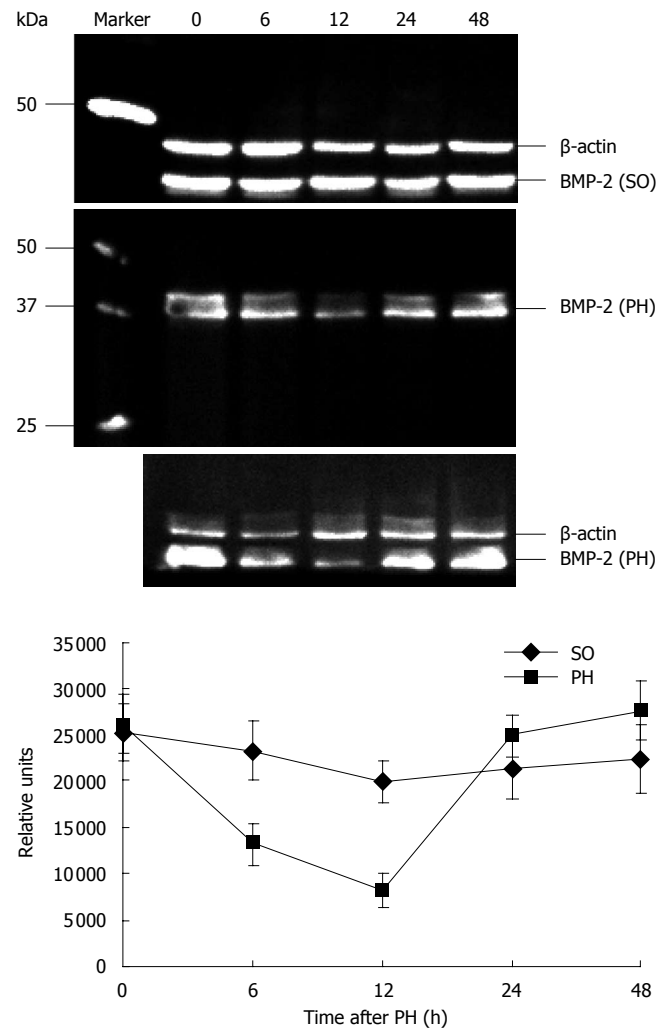 kDa Marker 0 6 12 24 48
50
β-actin
BMP-2 (SO)
50
37
BMP-2 (PH)
25
β-actin
BMP-2 (PH)
35000
30000
25000
20000
15000
10000
5000
0
Relative units
SO
PH
0 6 12 24 48
Time after PH (h)